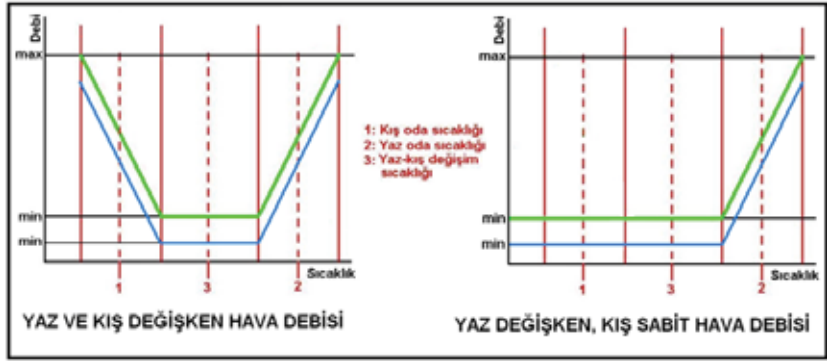 Debi
max
min
min
1
3
2
Sıcaklık
YAZ VE KIŞ DEĞİŞKEN HAVA DEBİSİ
1: Kış oda sıcaklığı
2: Yaz oda sıcaklığı
3: Yaz-kış değişim
sıcaklığı
Debi
max
min
min
1
3
2
Sıcaklık
YAZ DEĞİŞKEN, KIŞ SABİT HAVA DEBİSİ